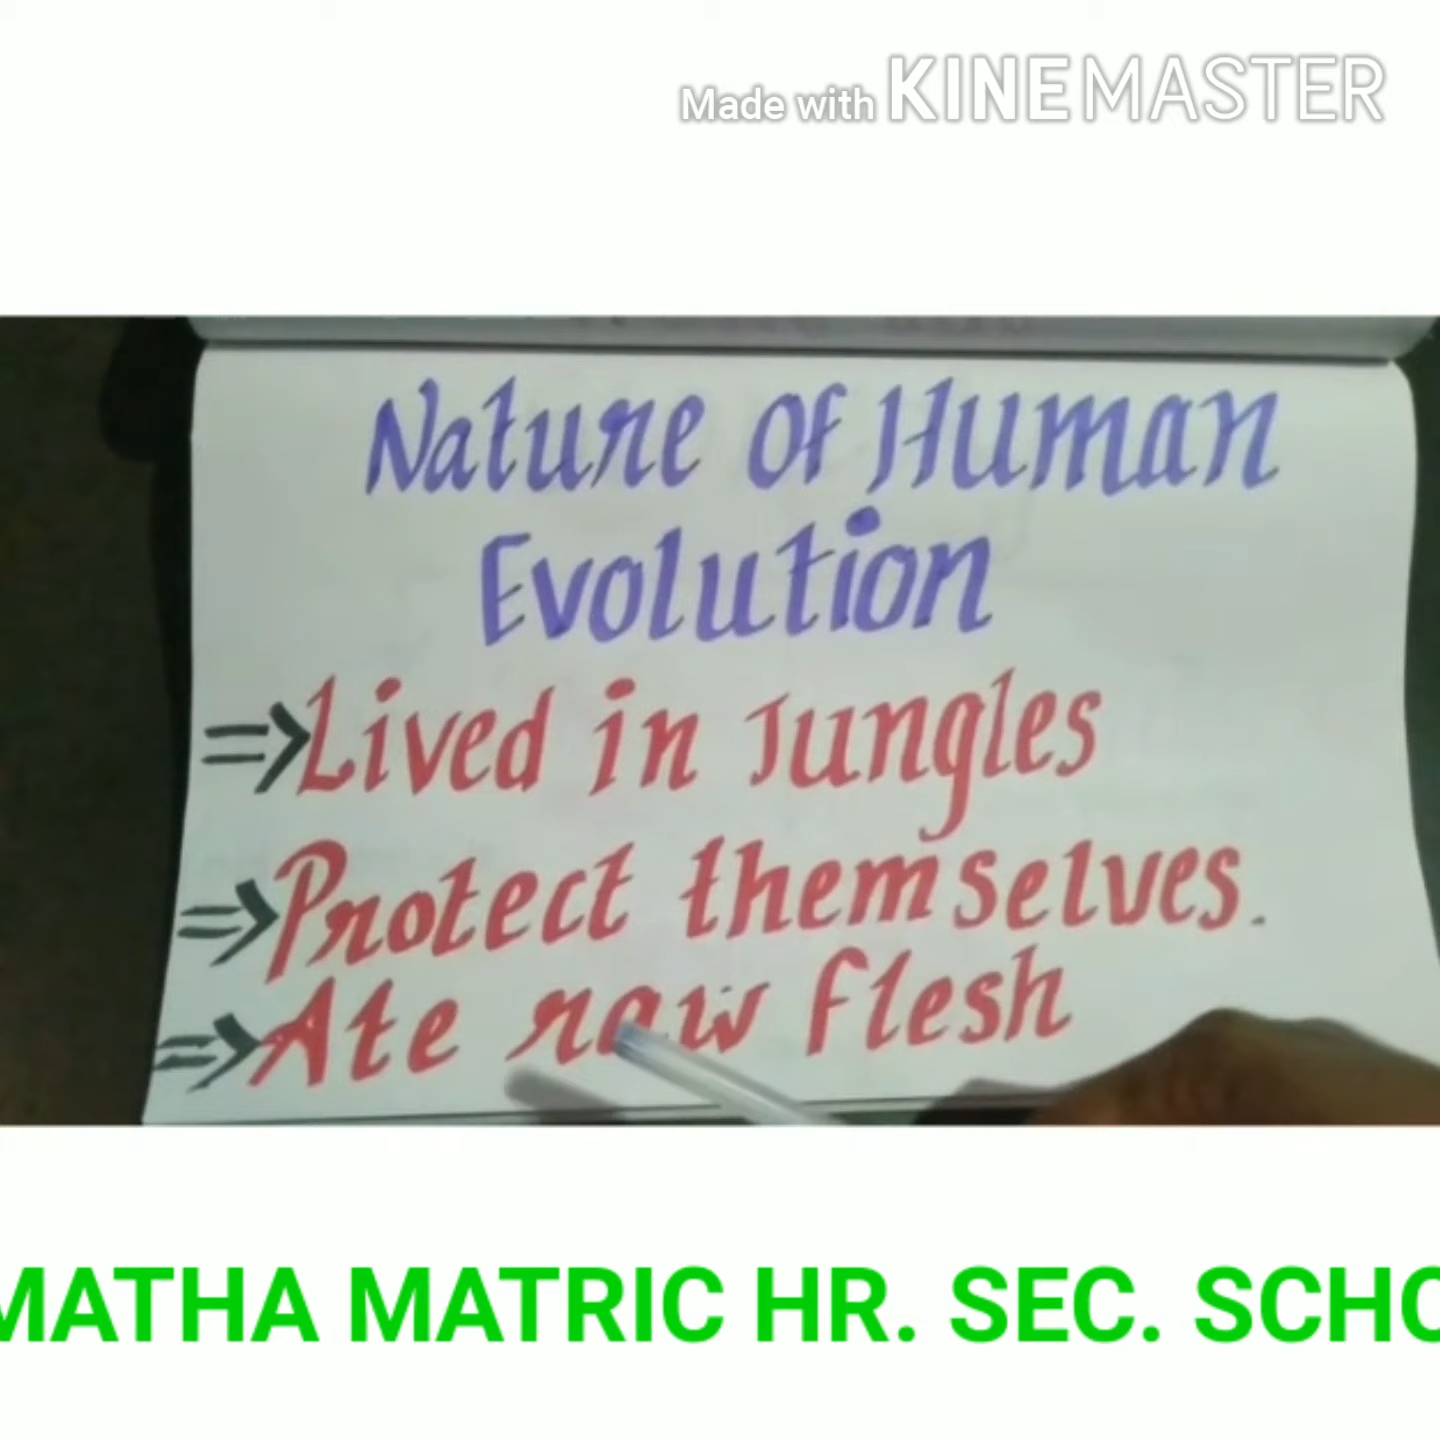 Made with KINEMASTER
Nature of Human
Evolution
⇒Lived in Jungles
⇒Protect themselves.
⇒Ate raw flesh
MATHA MATRIC HR. SEC. SCHO